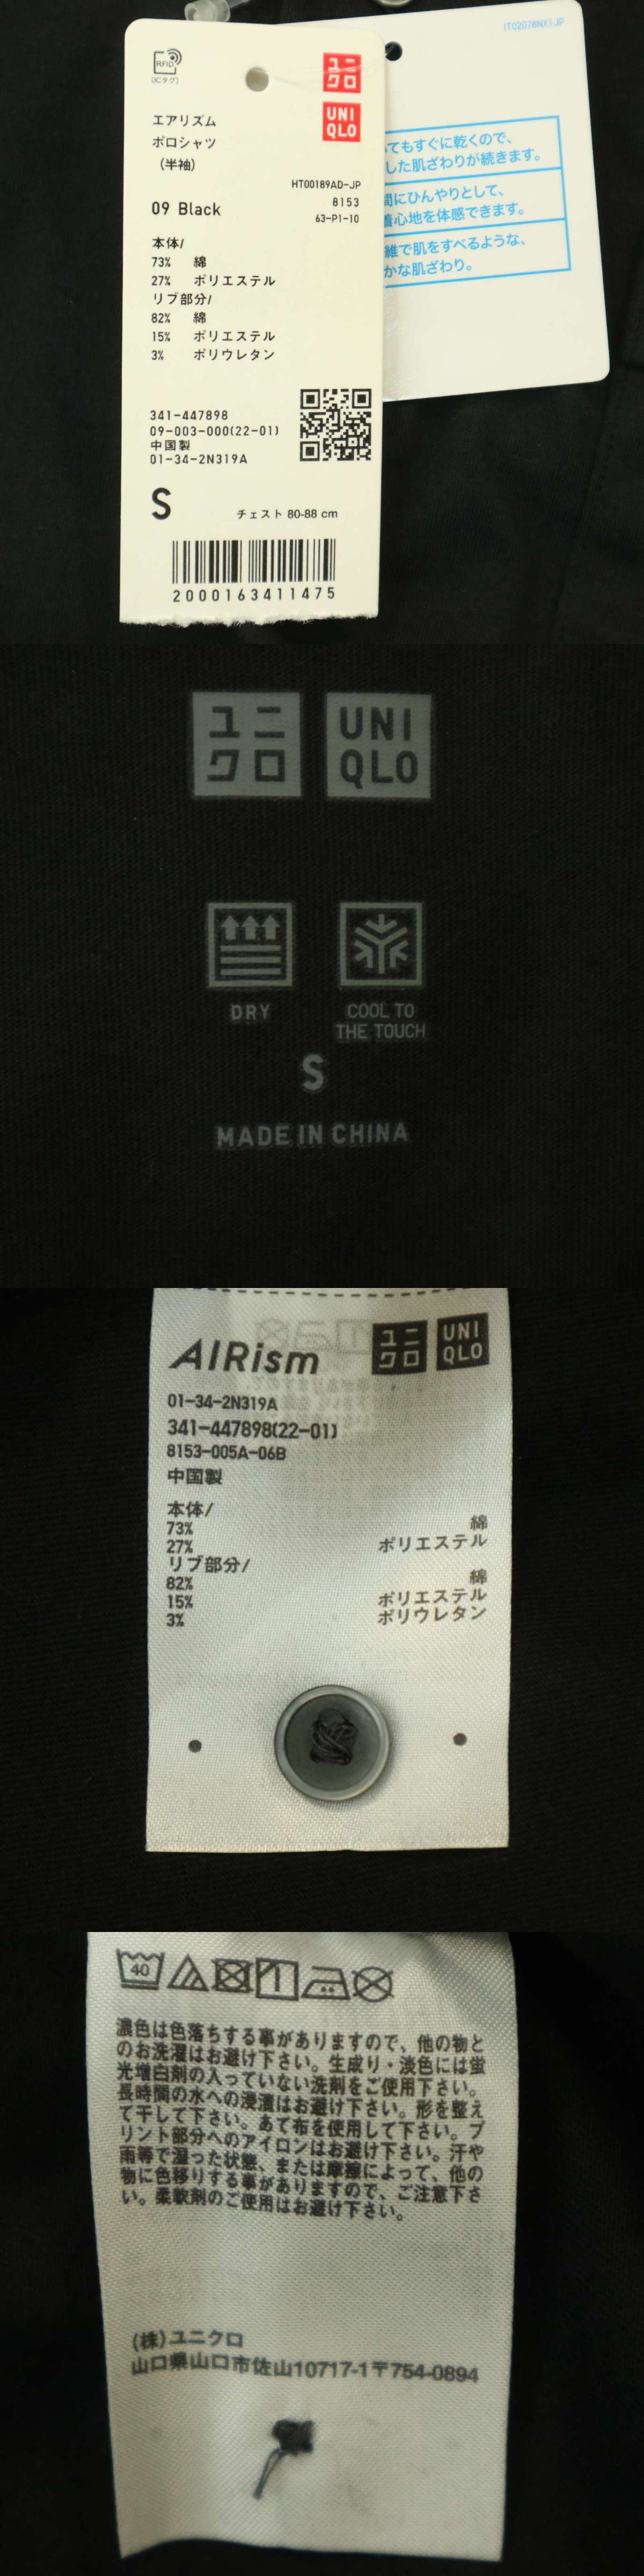 RFID
(ICタグ)
ユニ
クロ
UNI
QLO
エアリズム
ポロシャツ
(半袖)
HT00189AD-JP
8153
63-P1-10
09 Black
本体/
73% 綿
27% ポリエステル
リブ部分/
82% 綿
15% ポリエステル
3% ポリウレタン
341-447898
09-003-000(22-01)
中国製
01-34-2N319A
S
チェスト 80-88 cm
2000163411475
IT02078NX1JP
てもすぐに乾くので、
した肌ざわりが続きます。
間にひんやりとして、
着心地を体感できます。
維で肌をすべるような、
かな肌ざわり。
ユニ
クロ
UNI
QLO
DRY
COOL TO
THE TOUCH
S
MADE IN CHINA
AIRism
ユニ
クロ
UNI
QLO
01-34-2N319A
341-447898(22-01)
8153-005A-06B
中国製
本体/
73% 綿
27% ポリエステル
リブ部分/
82% 綿
15% ポリエステル
3% ポリウレタン
40
濃色は色落ちする事がありますので、他の物と
のお洗濯はお避け下さい。生成り・淡色には蛍
光増白剤の入っていない洗剤をご使用下さい。
長時間の水への浸漬はお避け下さい。形を整え
て干して下さい。あて布を使用して下さい。プ
リント部分へのアイロンはお避け下さい。汗や
雨等で湿った状態、または摩擦によって、他の
物に色移りする事がありますので、ご注意下さ
い。柔軟剤のご使用はお避け下さい。
(株)ユニクロ
山口県山口市佐山10717-1〒754-0894